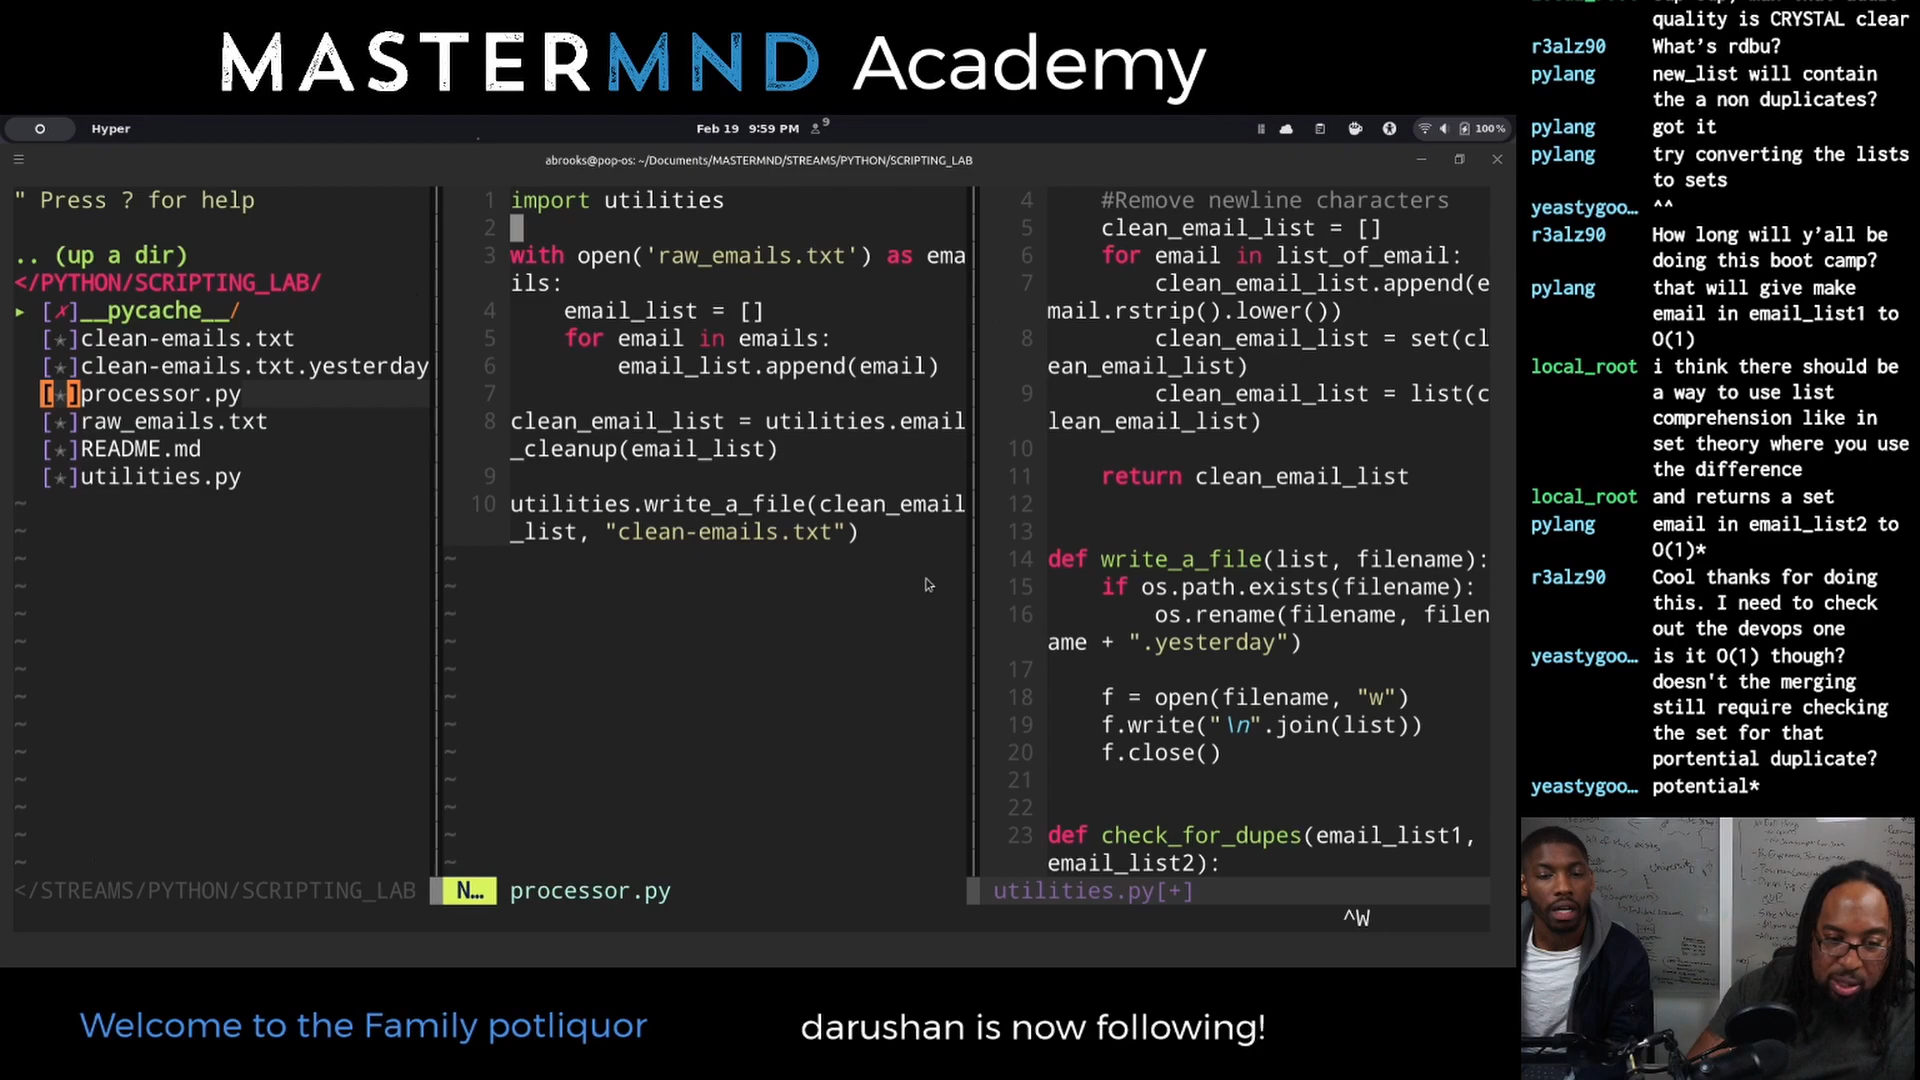 MASTERMND Academy
Hyper
Feb 19 9:59 PM
9
100%
abrooks@pop-os: ~/Documents/MASTERMND/STREAMS/PYTHON/SCRIPTING_LAB
" Press ? for help
.. (up a dir)
</PYTHON/SCRIPTING_LAB/
▸ [✗]__pycache__/
[★]clean-emails.txt
[★]clean-emails.txt.yesterday
[★]processor.py
[★]raw_emails.txt
[★]README.md
[★]utilities.py
</STREAMS/PYTHON/SCRIPTING_LAB
1 import utilities
2
3 with open('raw_emails.txt') as ema
ils:
4     email_list = []
5     for email in emails:
6         email_list.append(email)
7
8 clean_email_list = utilities.email
_cleanup(email_list)
9
10 utilities.write_a_file(clean_email
_list, "clean-emails.txt")
N... processor.py
4     #Remove newline characters
5     clean_email_list = []
6     for email in list_of_email:
7         clean_email_list.append(e
mail.rstrip().lower())
8         clean_email_list = set(cl
ean_email_list)
9         clean_email_list = list(c
lean_email_list)
10
11     return clean_email_list
12
13
14 def write_a_file(list, filename):
15     if os.path.exists(filename):
16         os.rename(filename, filen
ame + ".yesterday")
17
18     f = open(filename, "w")
19     f.write("\n".join(list))
20     f.close()
21
22
23 def check_for_dupes(email_list1,
email_list2):
utilities.py[+]
^W
quality is CRYSTAL clear
r3alz90 What's rdbu?
pylang new_list will contain
the a non duplicates?
pylang got it
pylang try converting the lists
to sets
yeastygoo… ^^
r3alz90 How long will y'all be
doing this boot camp?
pylang that will give make
email in email_list1 to
O(1)
local_root i think there should be
a way to use list
comprehension like in
set theory where you use
the difference
local_root and returns a set
pylang email in email_list2 to
O(1)*
r3alz90 Cool thanks for doing
this. I need to check
out the devops one
yeastygoo… is it O(1) though?
doesn't the merging
still require checking
the set for that
portential duplicate?
yeastygoo… potential*
Welcome to the Family potliquor
darushan is now following!